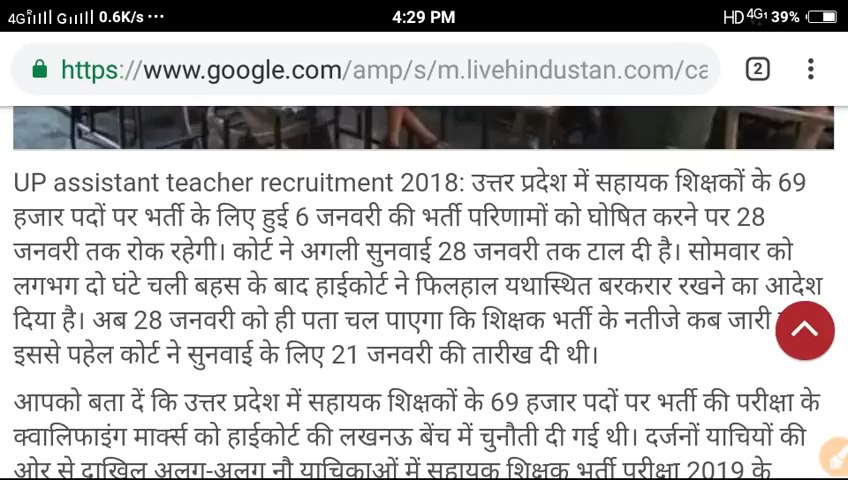 4G R G 0.6K/s ••• 4:29 PM HD 4G1 39%
https://www.google.com/amp/s/m.livehindustan.com/ca 2
UP assistant teacher recruitment 2018: उत्तर प्रदेश में सहायक शिक्षकों के 69
हजार पदों पर भर्ती के लिए हुई 6 जनवरी की भर्ती परिणामों को घोषित करने पर 28
जनवरी तक रोक रहेगी। कोर्ट ने अगली सुनवाई 28 जनवरी तक टाल दी है। सोमवार को
लगभग दो घंटे चली बहस के बाद हाईकोर्ट ने फिलहाल यथास्थित बरकरार रखने का आदेश
दिया है। अब 28 जनवरी को ही पता चल पाएगा कि शिक्षक भर्ती के नतीजे कब जारी
इससे पहेल कोर्ट ने सुनवाई के लिए 21 जनवरी की तारीख दी थी।
आपको बता दें कि उत्तर प्रदेश में सहायक शिक्षकों के 69 हजार पदों पर भर्ती की परीक्षा के
क्वालिफाइंग मार्क्स को हाईकोर्ट की लखनऊ बेंच में चुनौती दी गई थी। दर्जनों याचियों की
ओर से दाखिल अलग-अलग नौ याचिकाओं में सहायक शिक्षक भर्ती परीक्षा 2019 के